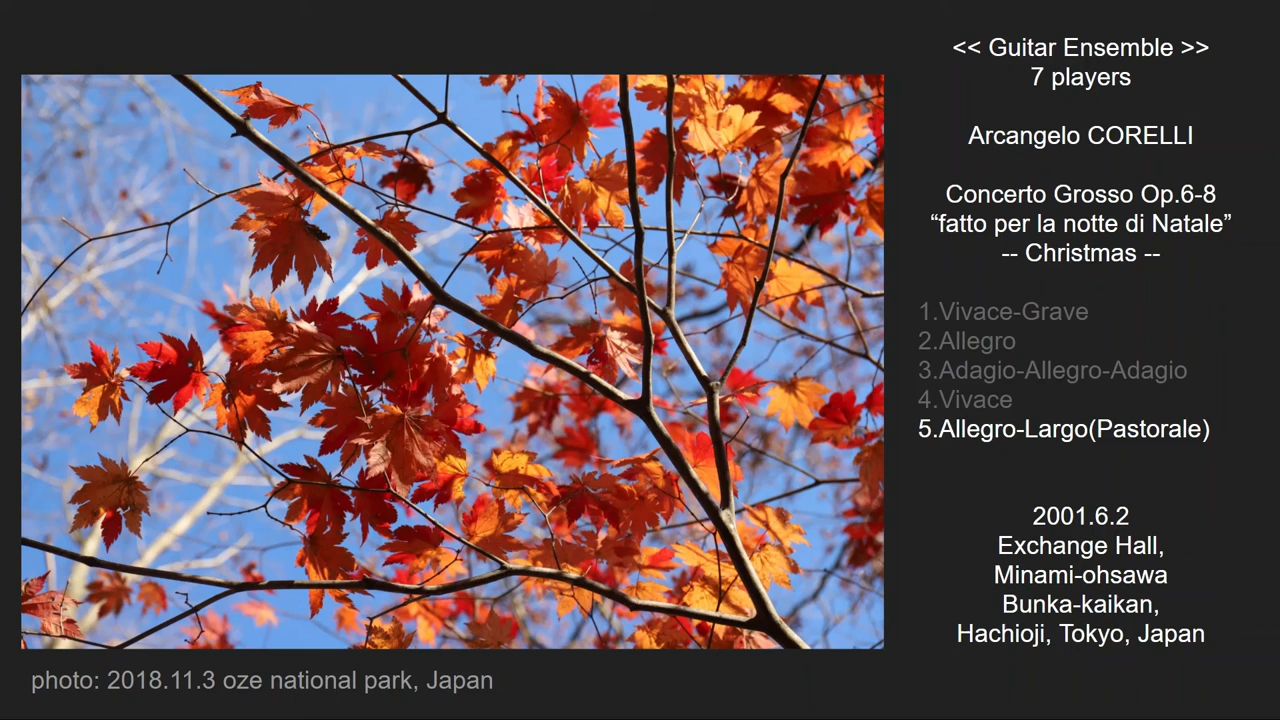 << Guitar Ensemble >>
7 players
Arcangelo CORELLI
Concerto Grosso Op.6-8
“fatto per la notte di Natale”
-- Christmas --
1.Vivace-Grave
2.Allegro
3.Adagio-Allegro-Adagio
4.Vivace
5.Allegro-Largo(Pastorale)
2001.6.2
Exchange Hall,
Minami-ohsawa
Bunka-kaikan,
Hachioji, Tokyo, Japan
photo: 2018.11.3 oze national park, Japan